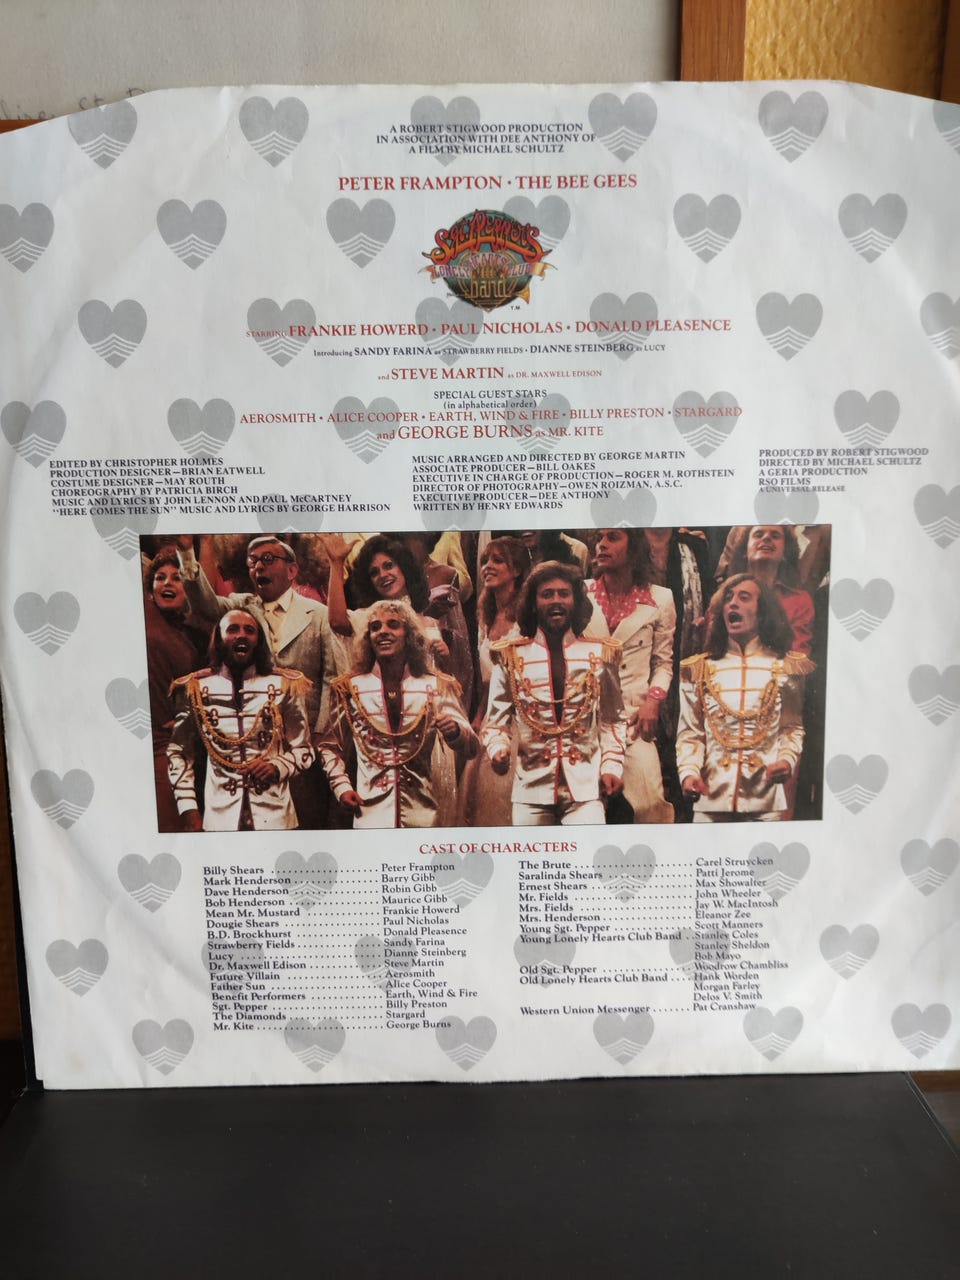 A ROBERT STIGWOOD PRODUCTION
IN ASSOCIATION WITH DEE ANTHONY OF
A FILM BY MICHAEL SCHULTZ
PETER FRAMPTON · THE BEE GEES
SGT. PEPPER'S
LONELY HEARTS CLUB
band
T.M.
STARRING FRANKIE HOWERD · PAUL NICHOLAS · DONALD PLEASENCE
Introducing SANDY FARINA as STRAWBERRY FIELDS · DIANNE STEINBERG as LUCY
and STEVE MARTIN as DR. MAXWELL EDISON
SPECIAL GUEST STARS
(in alphabetical order)
AEROSMITH · ALICE COOPER · EARTH, WIND & FIRE · BILLY PRESTON · STARGARD
and GEORGE BURNS as MR. KITE
EDITED BY CHRISTOPHER HOLMES
PRODUCTION DESIGNER—BRIAN EATWELL
COSTUME DESIGNER—MAY ROUTH
CHOREOGRAPHY BY PATRICIA BIRCH
MUSIC AND LYRICS BY JOHN LENNON AND PAUL McCARTNEY
"HERE COMES THE SUN" MUSIC AND LYRICS BY GEORGE HARRISON
MUSIC ARRANGED AND DIRECTED BY GEORGE MARTIN
ASSOCIATE PRODUCER—BILL OAKES
EXECUTIVE IN CHARGE OF PRODUCTION—ROGER M. ROTHSTEIN
DIRECTOR OF PHOTOGRAPHY—OWEN ROIZMAN, A.S.C.
EXECUTIVE PRODUCER—DEE ANTHONY
WRITTEN BY HENRY EDWARDS
PRODUCED BY ROBERT STIGWOOD
DIRECTED BY MICHAEL SCHULTZ
A GERIA PRODUCTION
RSO FILMS
A UNIVERSAL RELEASE
CAST OF CHARACTERS
Billy Shears .................... Peter Frampton
Mark Henderson ................ Barry Gibb
Dave Henderson ................ Robin Gibb
Bob Henderson ................. Maurice Gibb
Mean Mr. Mustard ............. Frankie Howerd
Dougie Shears .................. Paul Nicholas
B.D. Brockhurst ................ Donald Pleasence
Strawberry Fields ............... Sandy Farina
Lucy ........................... Dianne Steinberg
Dr. Maxwell Edison ............. Steve Martin
Future Villain ................... Aerosmith
Father Sun ..................... Alice Cooper
Benefit Performers ............. Earth, Wind & Fire
Sgt. Pepper ..................... Billy Preston
The Diamonds .................. Stargard
Mr. Kite ....................... George Burns
The Brute ...................... Carel Struycken
Saralinda Shears ................ Patti Jerome
Ernest Shears ................... Max Showalter
Mr. Fields ...................... John Wheeler
Mrs. Fields ..................... Jay W. MacIntosh
Mrs. Henderson ................. Eleanor Zee
Young Sgt. Pepper .............. Scott Manners
Young Lonely Hearts Club Band .. Stanley Coles
Stanley Sheldon
Bob Mayo
Old Sgt. Pepper ................ Woodrow Chambliss
Old Lonely Hearts Club Band .... Hank Worden
Morgan Farley
Delos V. Smith
Western Union Messenger ....... Pat Cranshaw